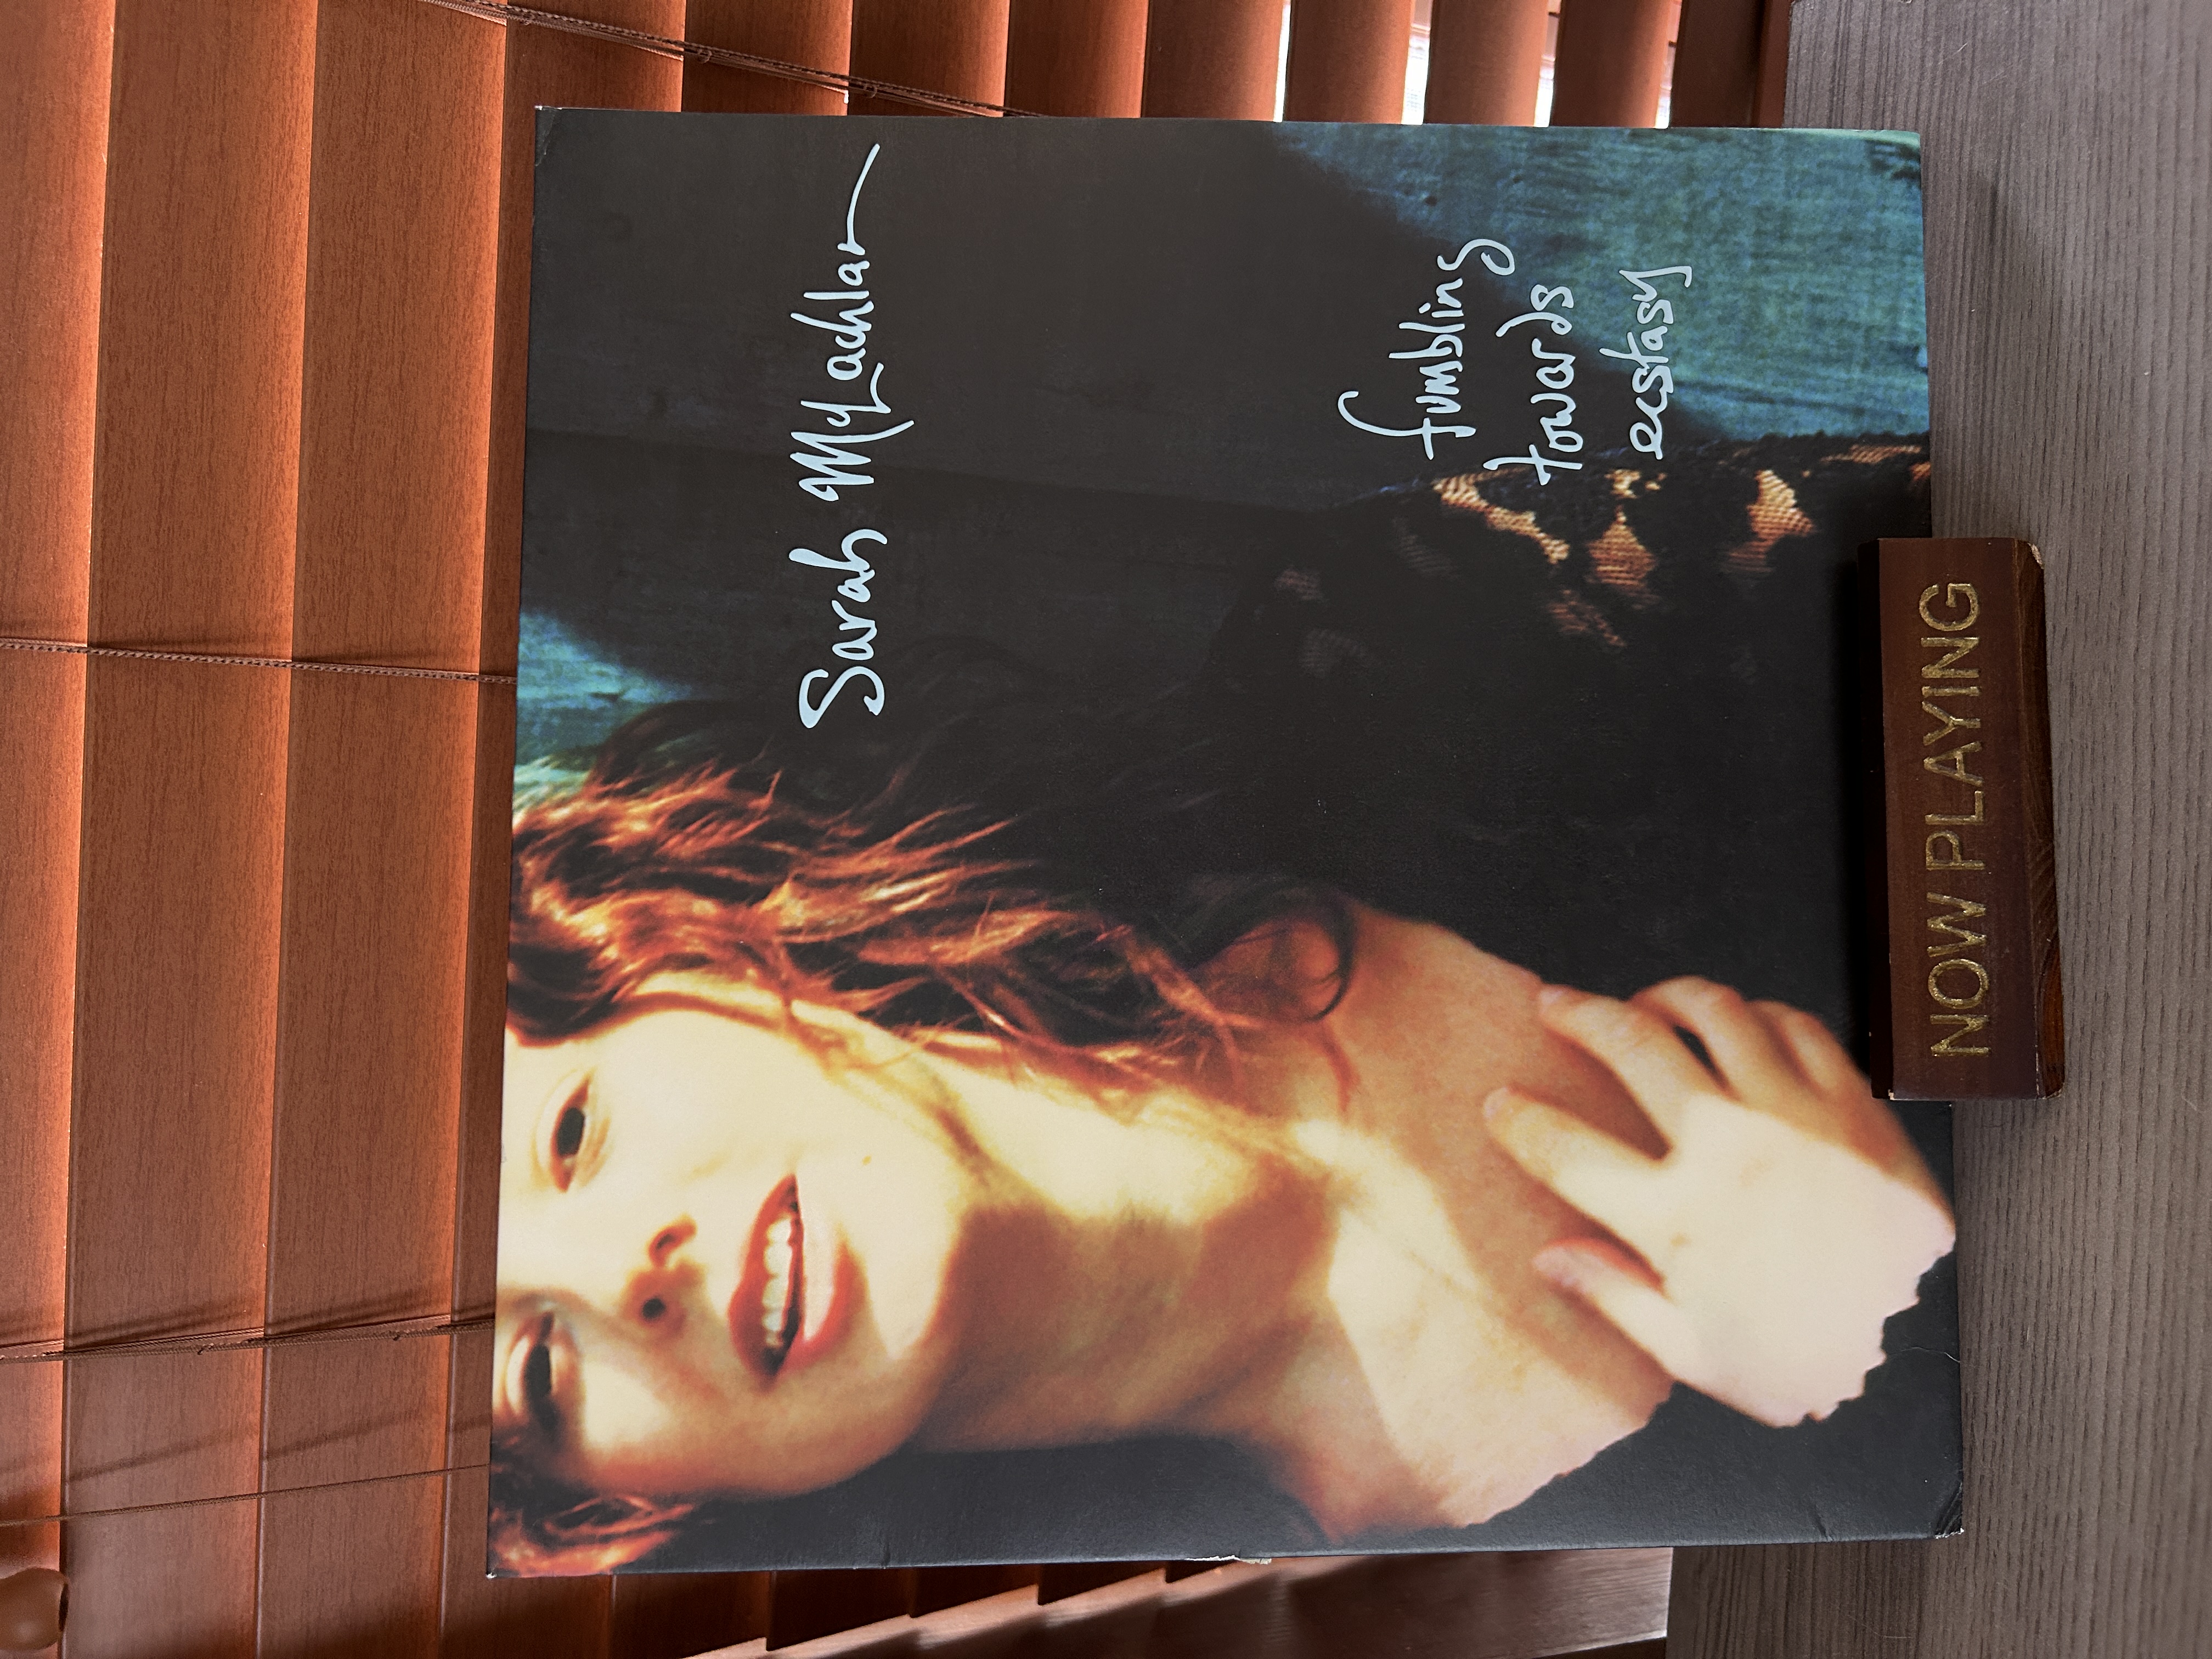 Sarah McLachlan
fumbling
towards
ecstasy
NOW PLAYING